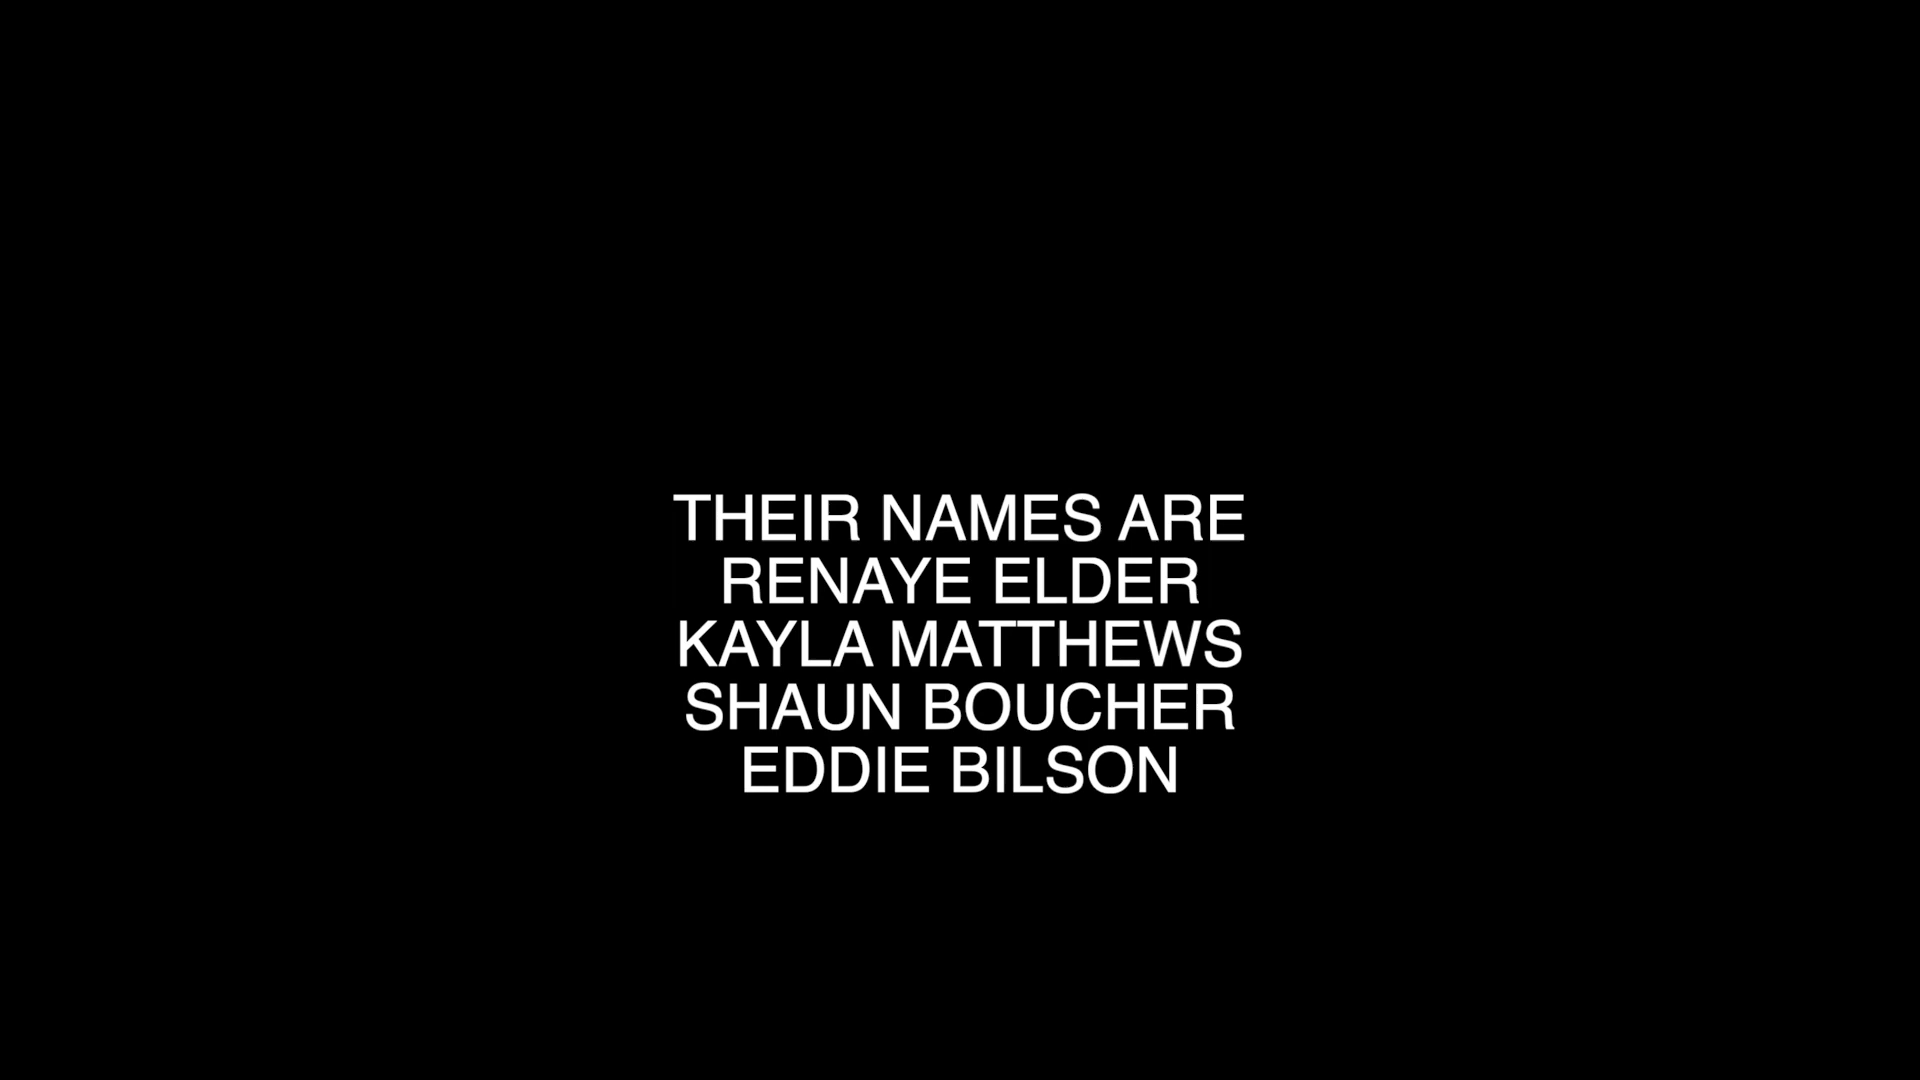 THEIR NAMES ARE
RENAYE ELDER
KAYLA MATTHEWS
SHAUN BOUCHER
EDDIE BILSON